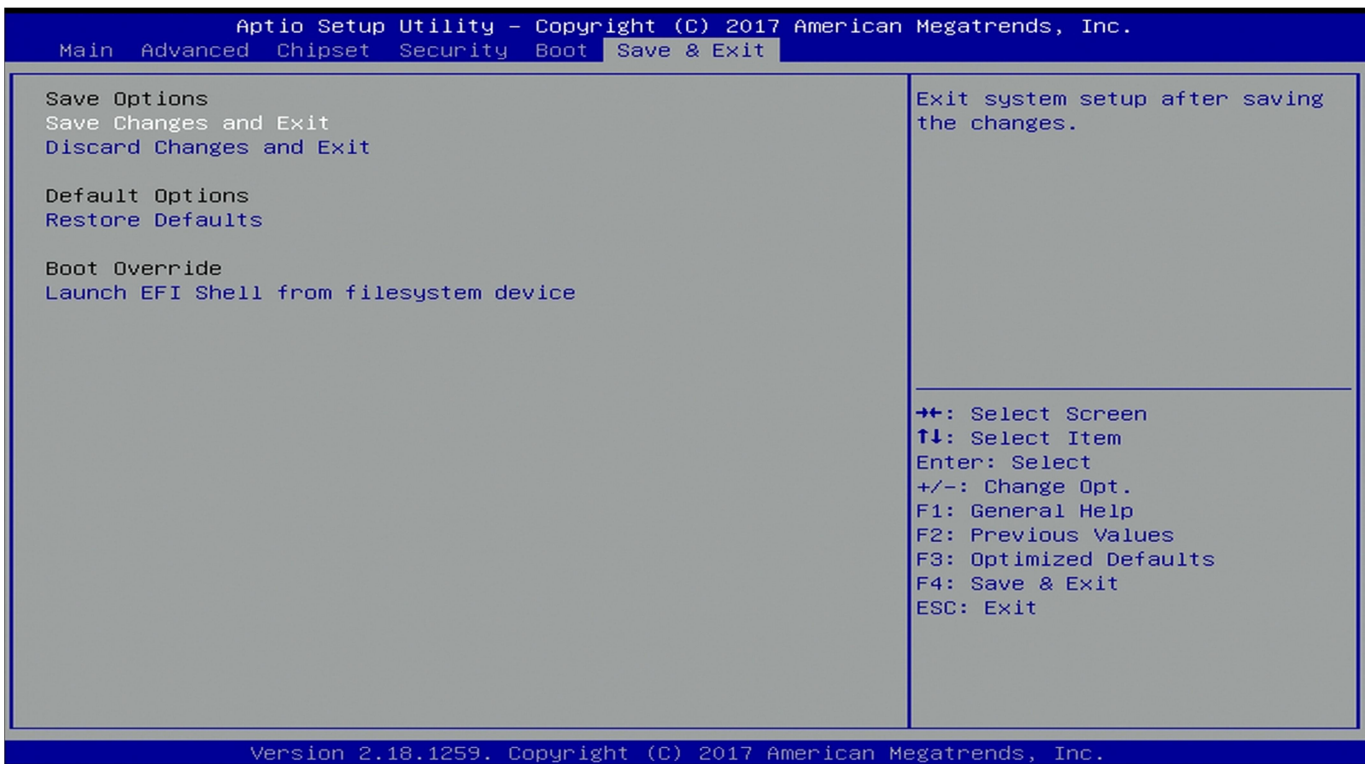 Aptio Setup Utility – Copyright (C) 2017 American Megatrends, Inc.
Main Advanced Chipset Security Boot Save & Exit
Save Options
Save Changes and Exit
Discard Changes and Exit
Default Options
Restore Defaults
Boot Override
Launch EFI Shell from filesystem device
Exit system setup after saving
the changes.
→←: Select Screen
↑↓: Select Item
Enter: Select
+/-: Change Opt.
F1: General Help
F2: Previous Values
F3: Optimized Defaults
F4: Save & Exit
ESC: Exit
Version 2.18.1259. Copyright (C) 2017 American Megatrends, Inc.